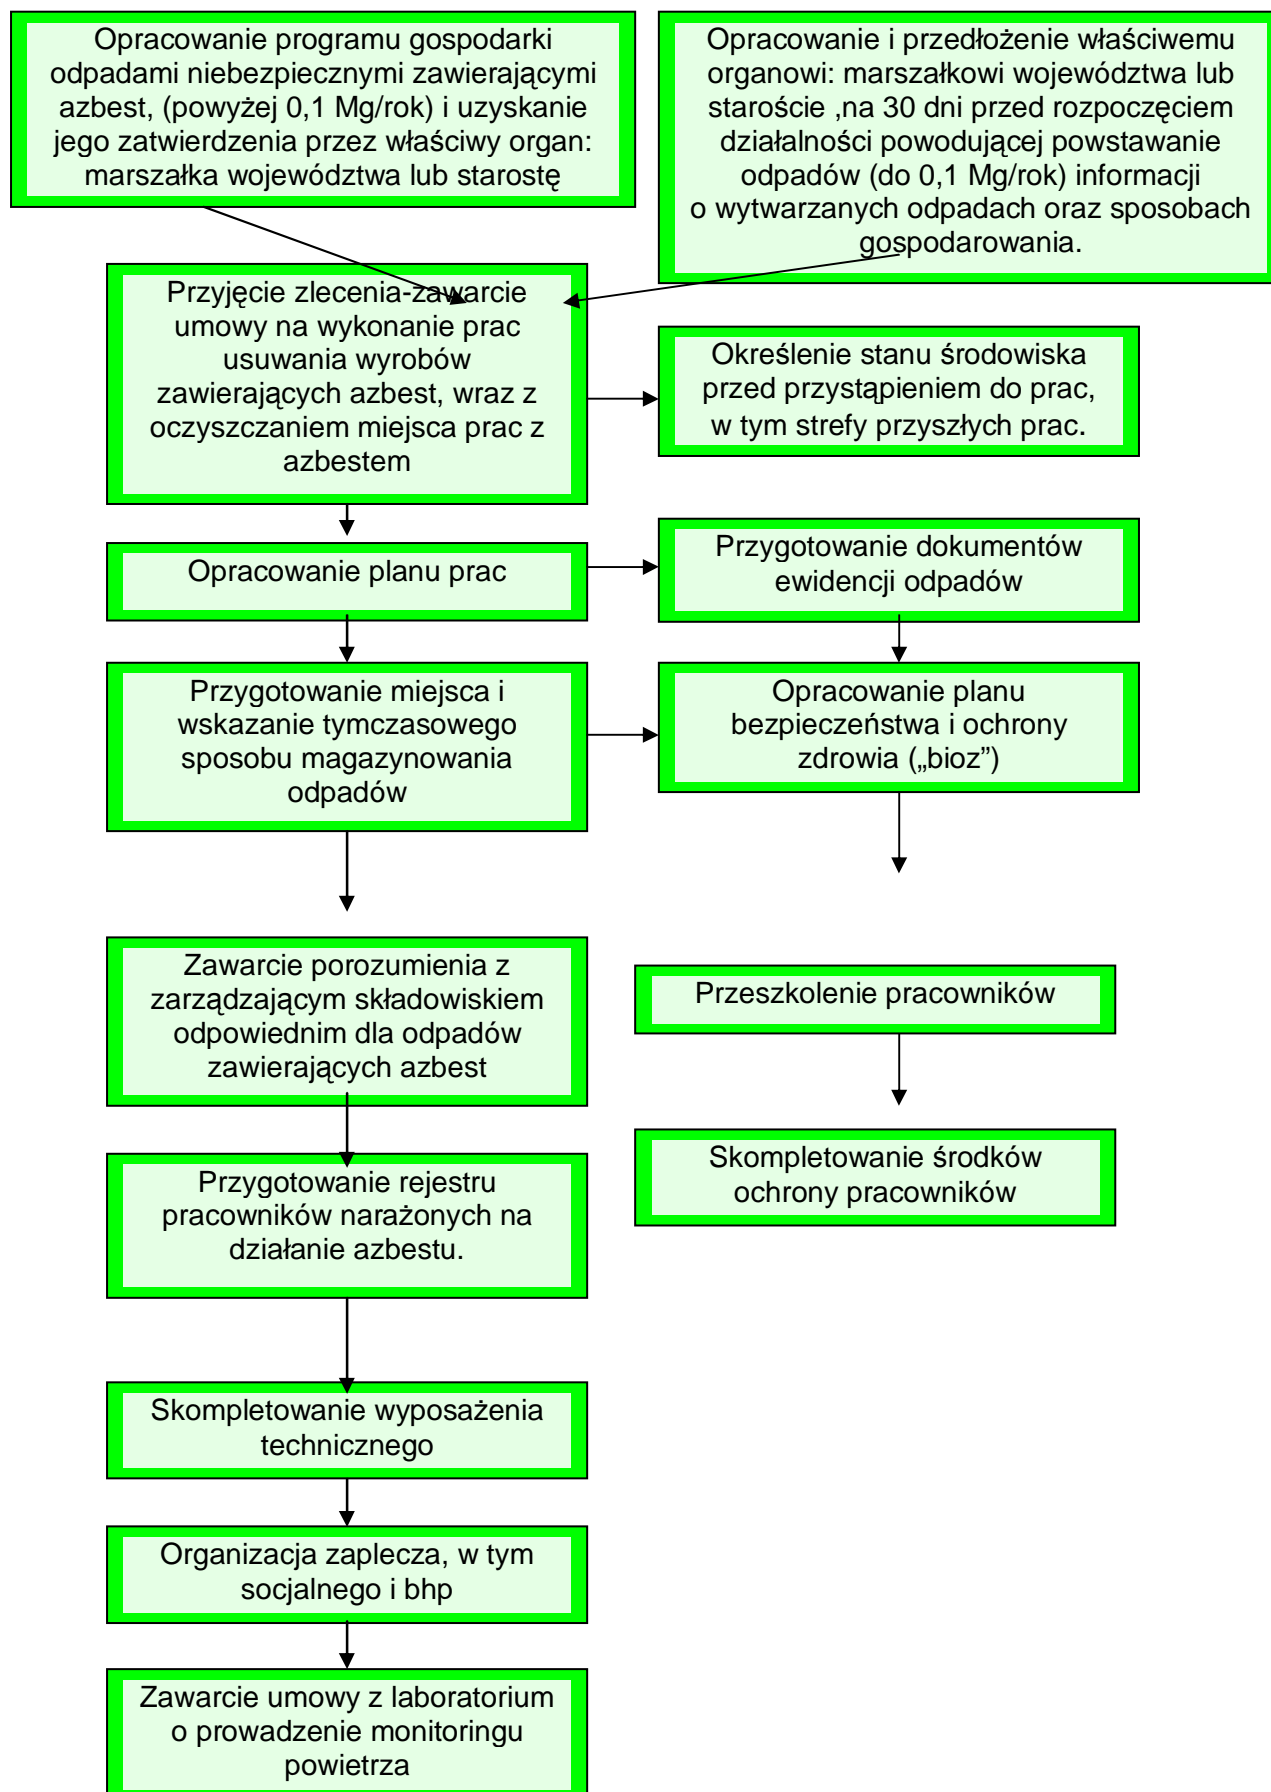 Opracowanie programu gospodarki
odpadami niebezpiecznymi zawierającymi
azbest, (powyżej 0,1 Mg/rok) i uzyskanie
jego zatwierdzenia przez właściwy organ:
marszałka województwa lub starostę
Opracowanie i przedłożenie właściwemu
organowi: marszałkowi województwa lub
staroście ,na 30 dni przed rozpoczęciem
działalności powodującej powstawanie
odpadów (do 0,1 Mg/rok) informacji
o wytwarzanych odpadach oraz sposobach
gospodarowania.
Przyjęcie zlecenia-zawarcie
umowy na wykonanie prac
usuwania wyrobów
zawierających azbest, wraz z
oczyszczaniem miejsca prac z
azbestem
Określenie stanu środowiska
przed przystąpieniem do prac,
w tym strefy przyszłych prac.
Opracowanie planu prac
Przygotowanie dokumentów
ewidencji odpadów
Przygotowanie miejsca i
wskazanie tymczasowego
sposobu magazynowania
odpadów
Opracowanie planu
bezpieczeństwa i ochrony
zdrowia („bioz”)
Zawarcie porozumienia z
zarządzającym składowiskiem
odpowiednim dla odpadów
zawierających azbest
Przeszkolenie pracowników
Przygotowanie rejestru
pracowników narażonych na
działanie azbestu.
Skompletowanie środków
ochrony pracowników
Skompletowanie wyposażenia
technicznego
Organizacja zaplecza, w tym
socjalnego i bhp
Zawarcie umowy z laboratorium
o prowadzenie monitoringu
powietrza